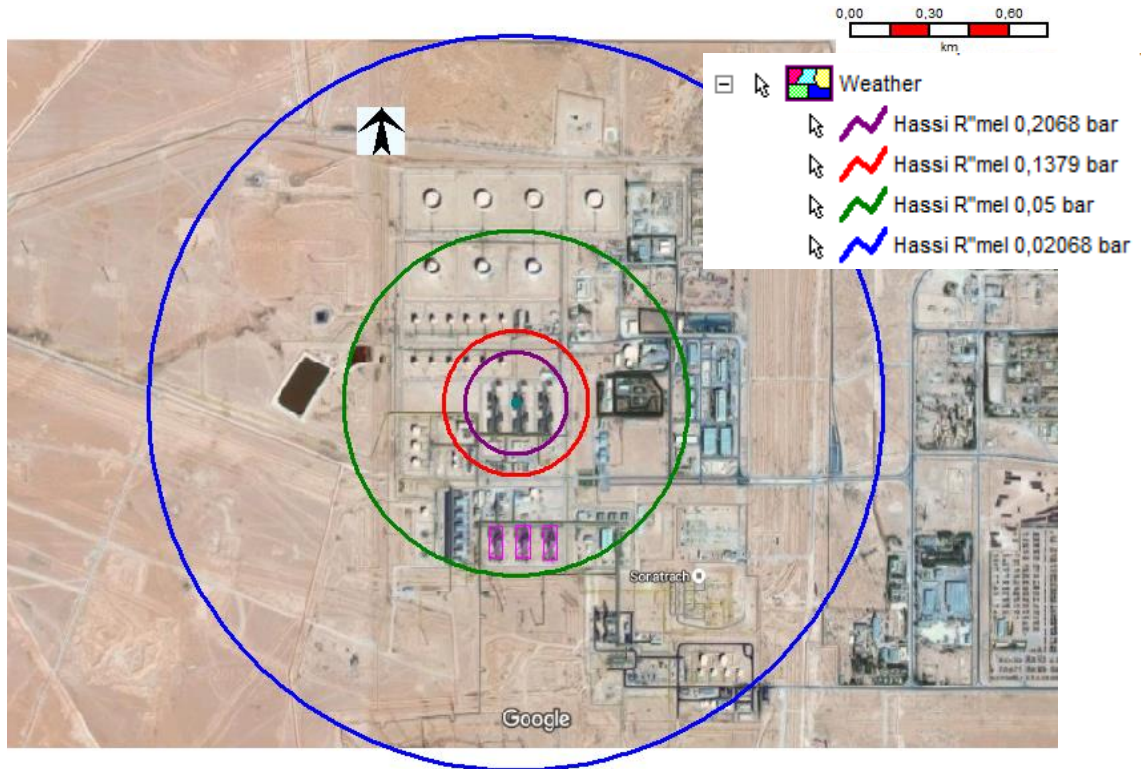 0,00 0,30 0,60
km.
Weather
Hassi R"mel 0,2068 bar
Hassi R"mel 0,1379 bar
Hassi R"mel 0,05 bar
Hassi R"mel 0,02068 bar
Soratrach
Google